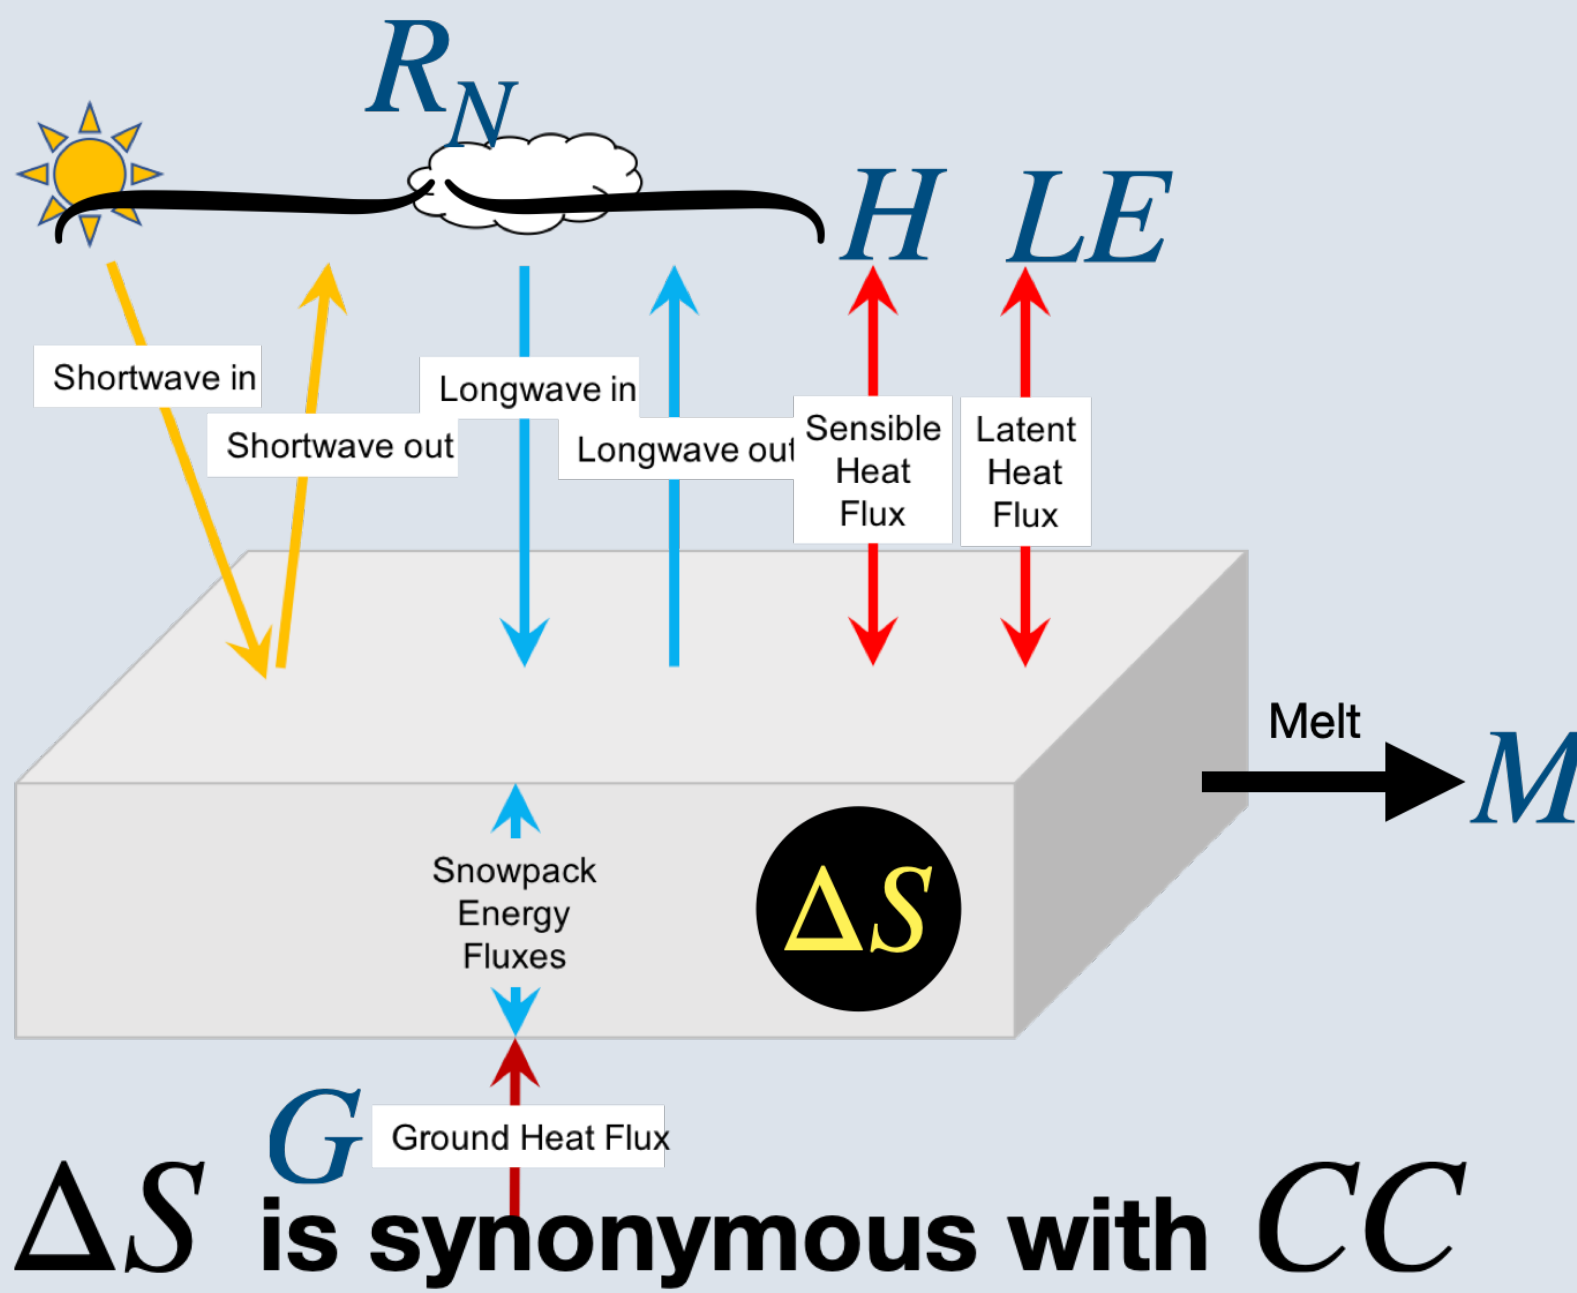 R_N
H LE
Shortwave in
Shortwave out
Longwave in
Longwave out
Sensible
Heat
Flux
Latent
Heat
Flux
Melt
M
Snowpack
Energy
Fluxes
ΔS
G
Ground Heat Flux
ΔS is synonymous with CC